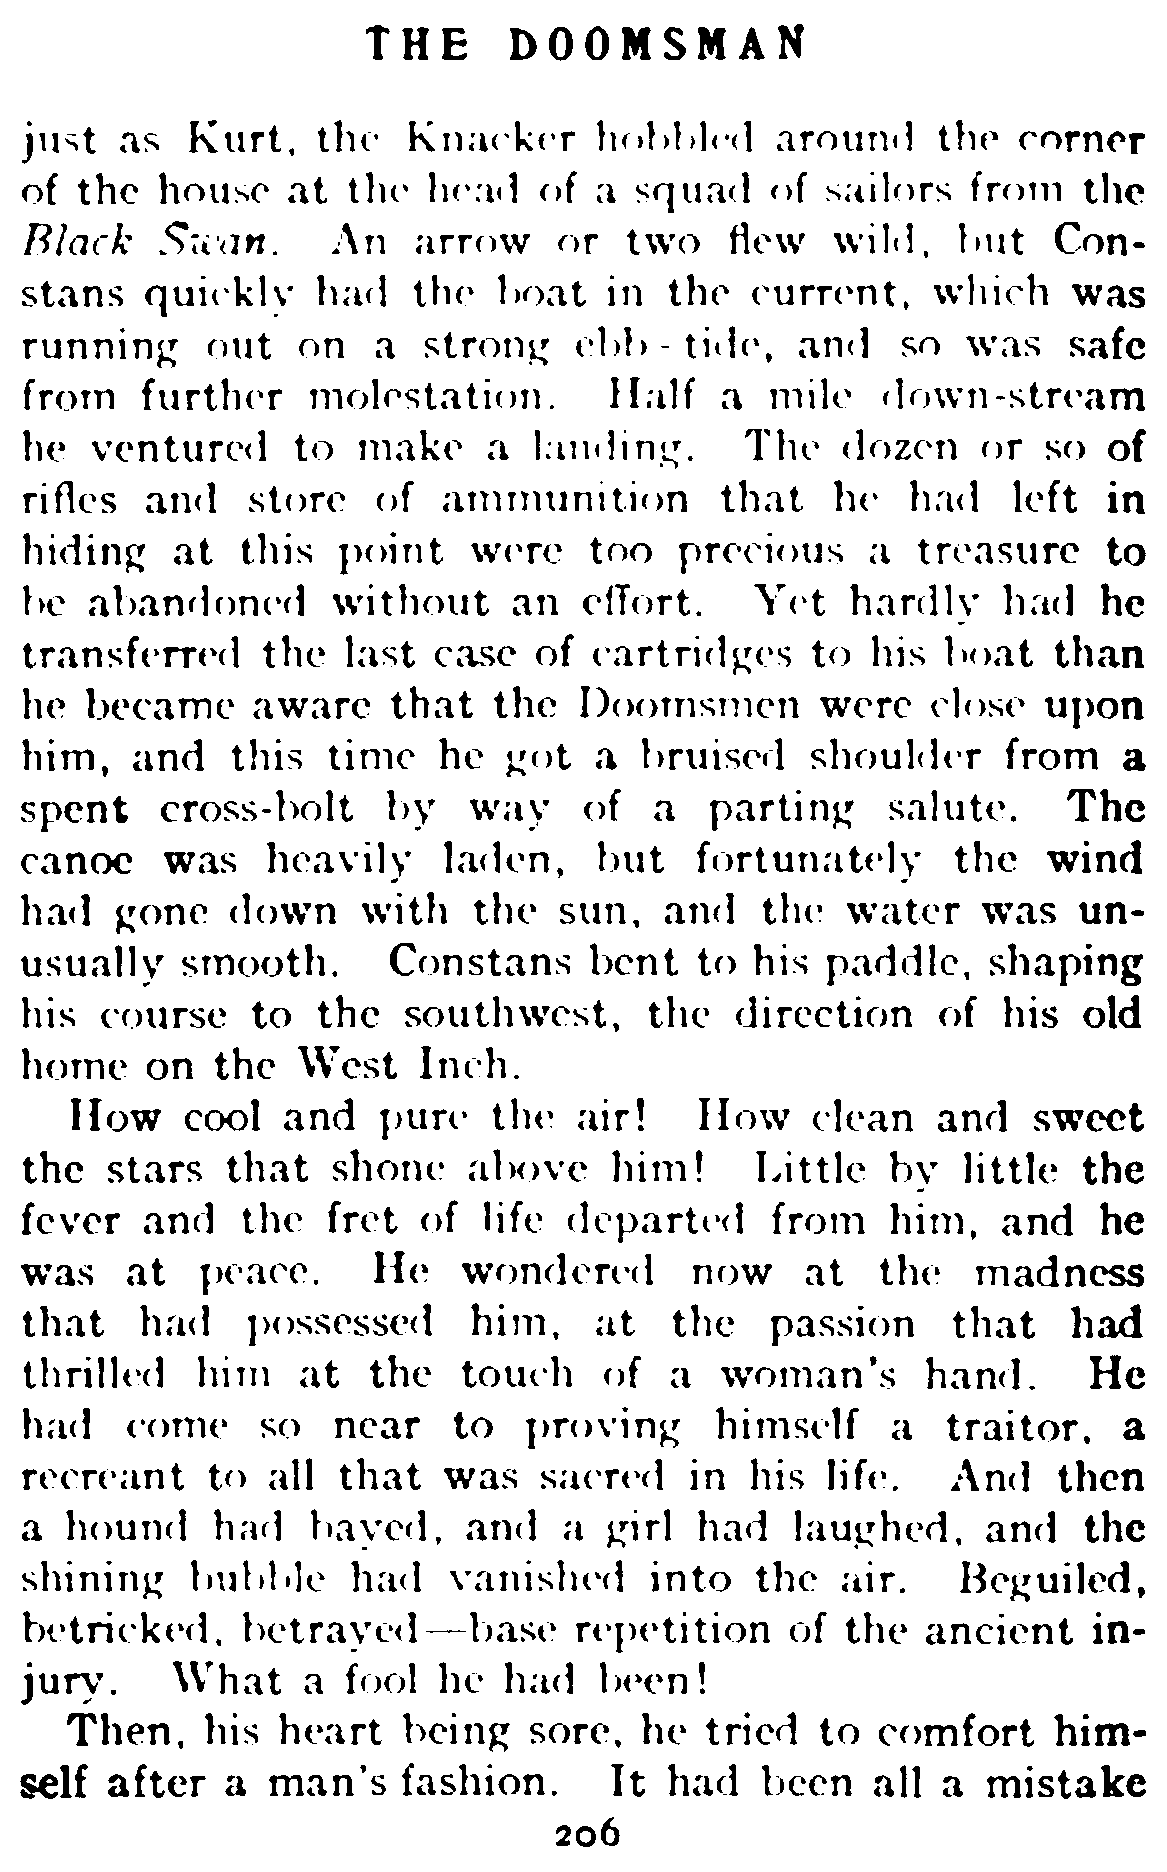 THE DOOMSMAN
just as Kurt, the Knacker hobbled around the corner
of the house at the head of a squad of sailors from the
Black Swan. An arrow or two flew wild, but Con-
stans quickly had the boat in the current, which was
running out on a strong ebb-tide, and so was safe
from further molestation. Half a mile down-stream
he ventured to make a landing. The dozen or so of
rifles and store of ammunition that he had left in
hiding at this point were too precious a treasure to
be abandoned without an effort. Yet hardly had he
transferred the last case of cartridges to his boat than
he became aware that the Doomsmen were close upon
him, and this time he got a bruised shoulder from a
spent cross-bolt by way of a parting salute. The
canoe was heavily laden, but fortunately the wind
had gone down with the sun, and the water was un-
usually smooth. Constans bent to his paddle, shaping
his course to the southwest, the direction of his old
home on the West Inch.
How cool and pure the air! How clean and sweet
the stars that shone above him! Little by little the
fever and the fret of life departed from him, and he
was at peace. He wondered now at the madness
that had possessed him, at the passion that had
thrilled him at the touch of a woman's hand. He
had come so near to proving himself a traitor, a
recreant to all that was sacred in his life. And then
a hound had bayed, and a girl had laughed, and the
shining bubble had vanished into the air. Beguiled,
betricked, betrayed—base repetition of the ancient in-
jury. What a fool he had been!
Then, his heart being sore, he tried to comfort him-
self after a man's fashion. It had been all a mistake
206